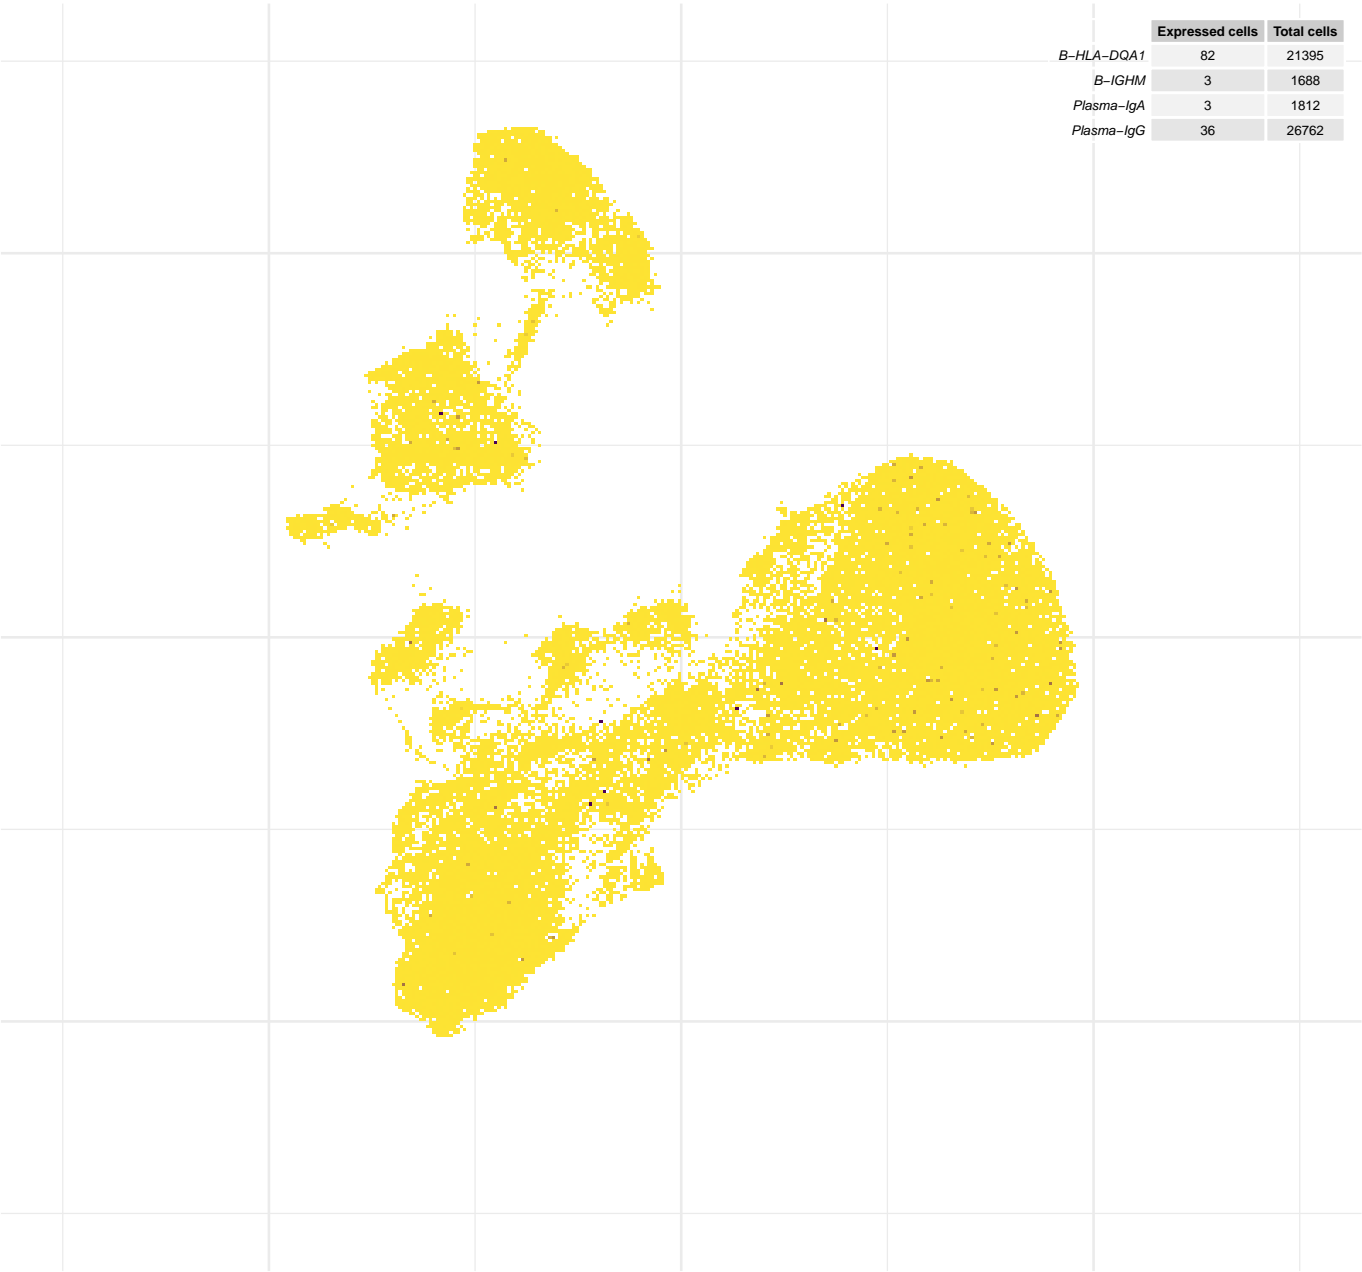 Expressed cells Total cells
B−HLA−DQA1 82 21395
B−IGHM 3 1688
Plasma−IgA 3 1812
Plasma−IgG 36 26762